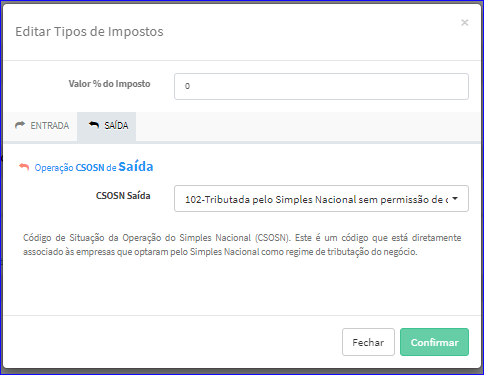 Editar Tipos de Impostos
×
Valor % do Imposto
0
ENTRADA
SAÍDA
Operação CSOSN de Saída
CSOSN Saída
102-Tributada pelo Simples Nacional sem permissão de
Código de Situação da Operação do Simples Nacional (CSOSN). Este é um código que está diretamente
associado às empresas que optaram pelo Simples Nacional como regime de tributação do negócio.
Fechar
Confirmar